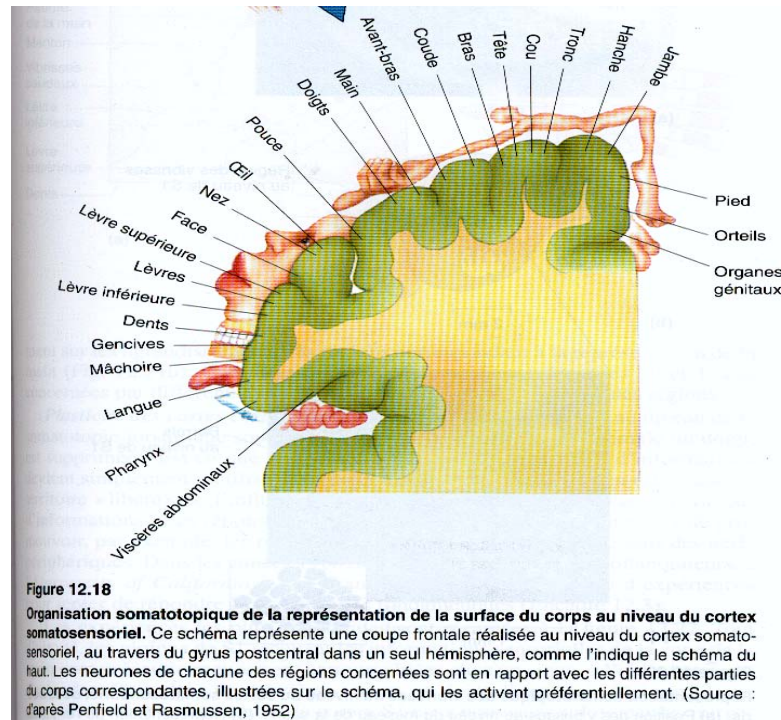 Doigts
Main
Avant-bras
Coude
Bras
Tête
Cou
Tronc
Hanche
Jambe
Pouce
Œil
Nez
Face
Lèvre supérieure
Lèvres
Lèvre inférieure
Dents
Gencives
Mâchoire
Langue
Pharynx
Viscères abdominaux
Pied
Orteils
Organes
génitaux
Figure 12.18
Organisation somatotopique de la représentation de la surface du corps au niveau du cortex
somatosensoriel. Ce schéma représente une coupe frontale réalisée au niveau du cortex somato-
sensoriel, au travers du gyrus postcentral dans un seul hémisphère, comme l'indique le schéma du
haut. Les neurones de chacune des régions concernées sont en rapport avec les différentes parties
du corps correspondantes, illustrées sur le schéma, qui les activent préférentiellement. (Source :
d'après Penfield et Rasmussen, 1952)